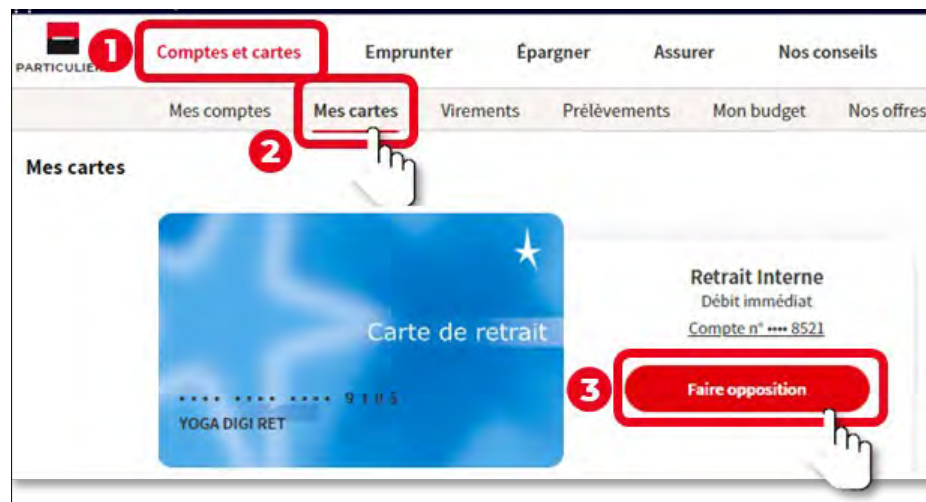 1 Comptes et cartes Emprunter Épargner Assurer Nos conseils
PARTICULIERS
Mes comptes Mes cartes Virements Prélèvements Mon budget Nos offres
2
Mes cartes
Carte de retrait
•••• •••• •••• 9105
YOGA DIGI RET
Retrait Interne
Débit immédiat
Compte n° •••• 8521
3 Faire opposition